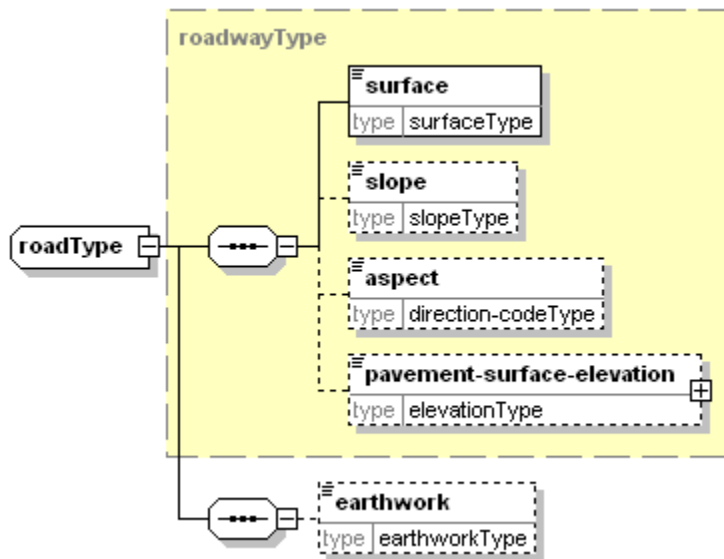 roadwayType
surface
type surfaceType
slope
type slopeType
roadType
aspect
type direction-codeType
pavement-surface-elevation
type elevationType
earthwork
type earthworkType